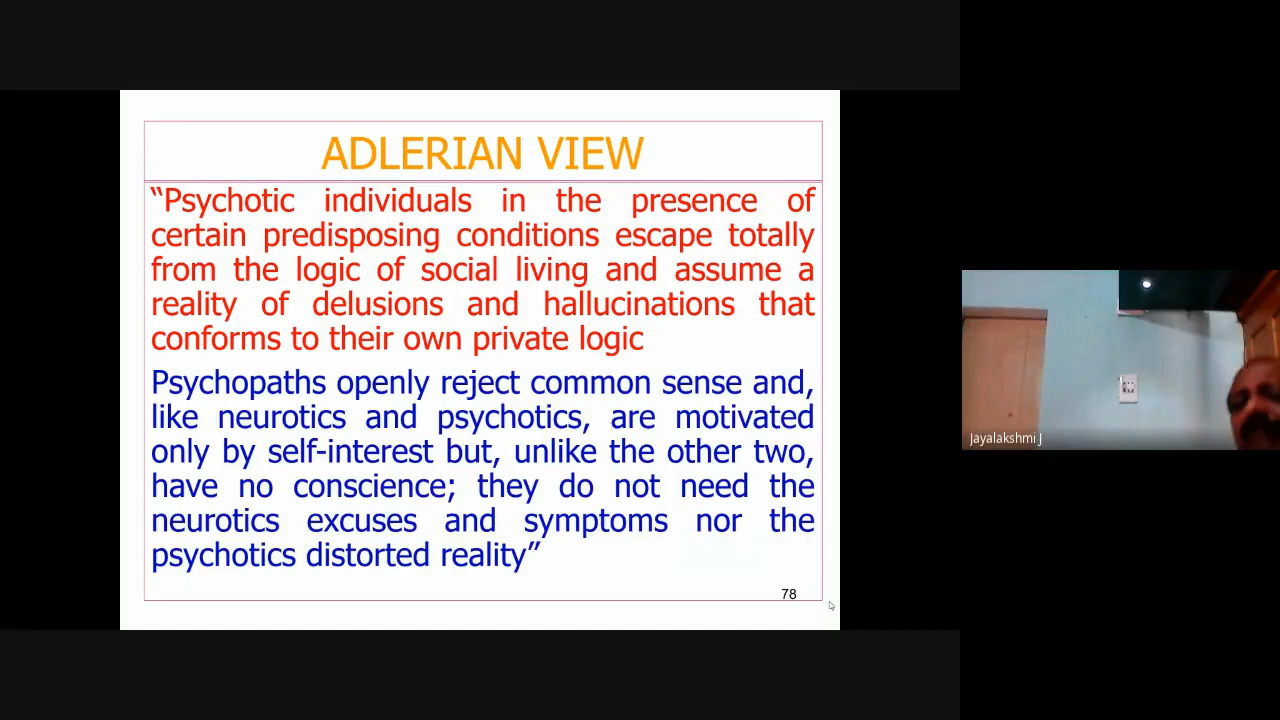 ADLERIAN VIEW
“Psychotic individuals in the presence of
certain predisposing conditions escape totally
from the logic of social living and assume a
reality of delusions and hallucinations that
conforms to their own private logic
Psychopaths openly reject common sense and,
like neurotics and psychotics, are motivated
only by self-interest but, unlike the other two,
have no conscience; they do not need the
neurotics excuses and symptoms nor the
psychotics distorted reality”
78
Jayalakshmi J